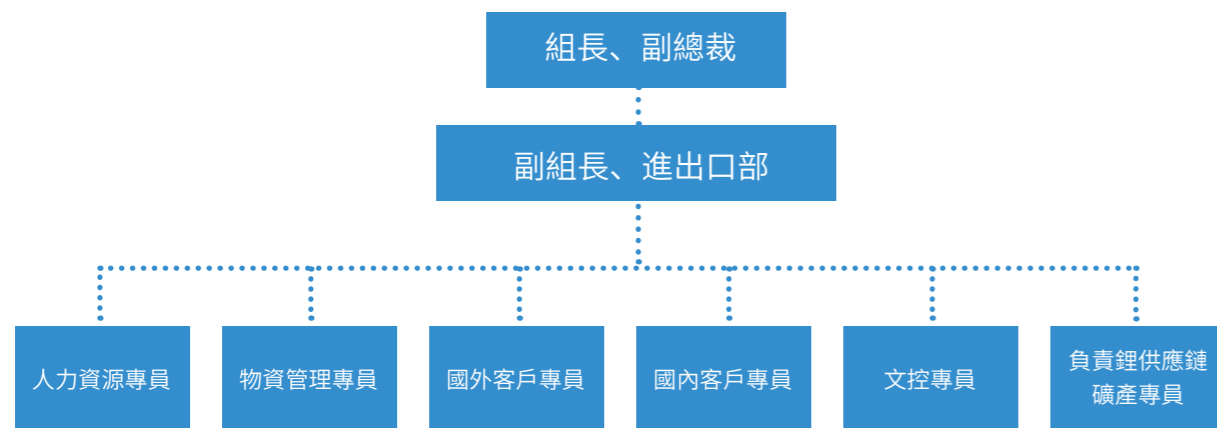 組長、副總裁
副組長、進出口部
人力資源專員
物資管理專員
國外客戶專員
國內客戶專員
文控專員
負責鋰供應鏈
礦產專員